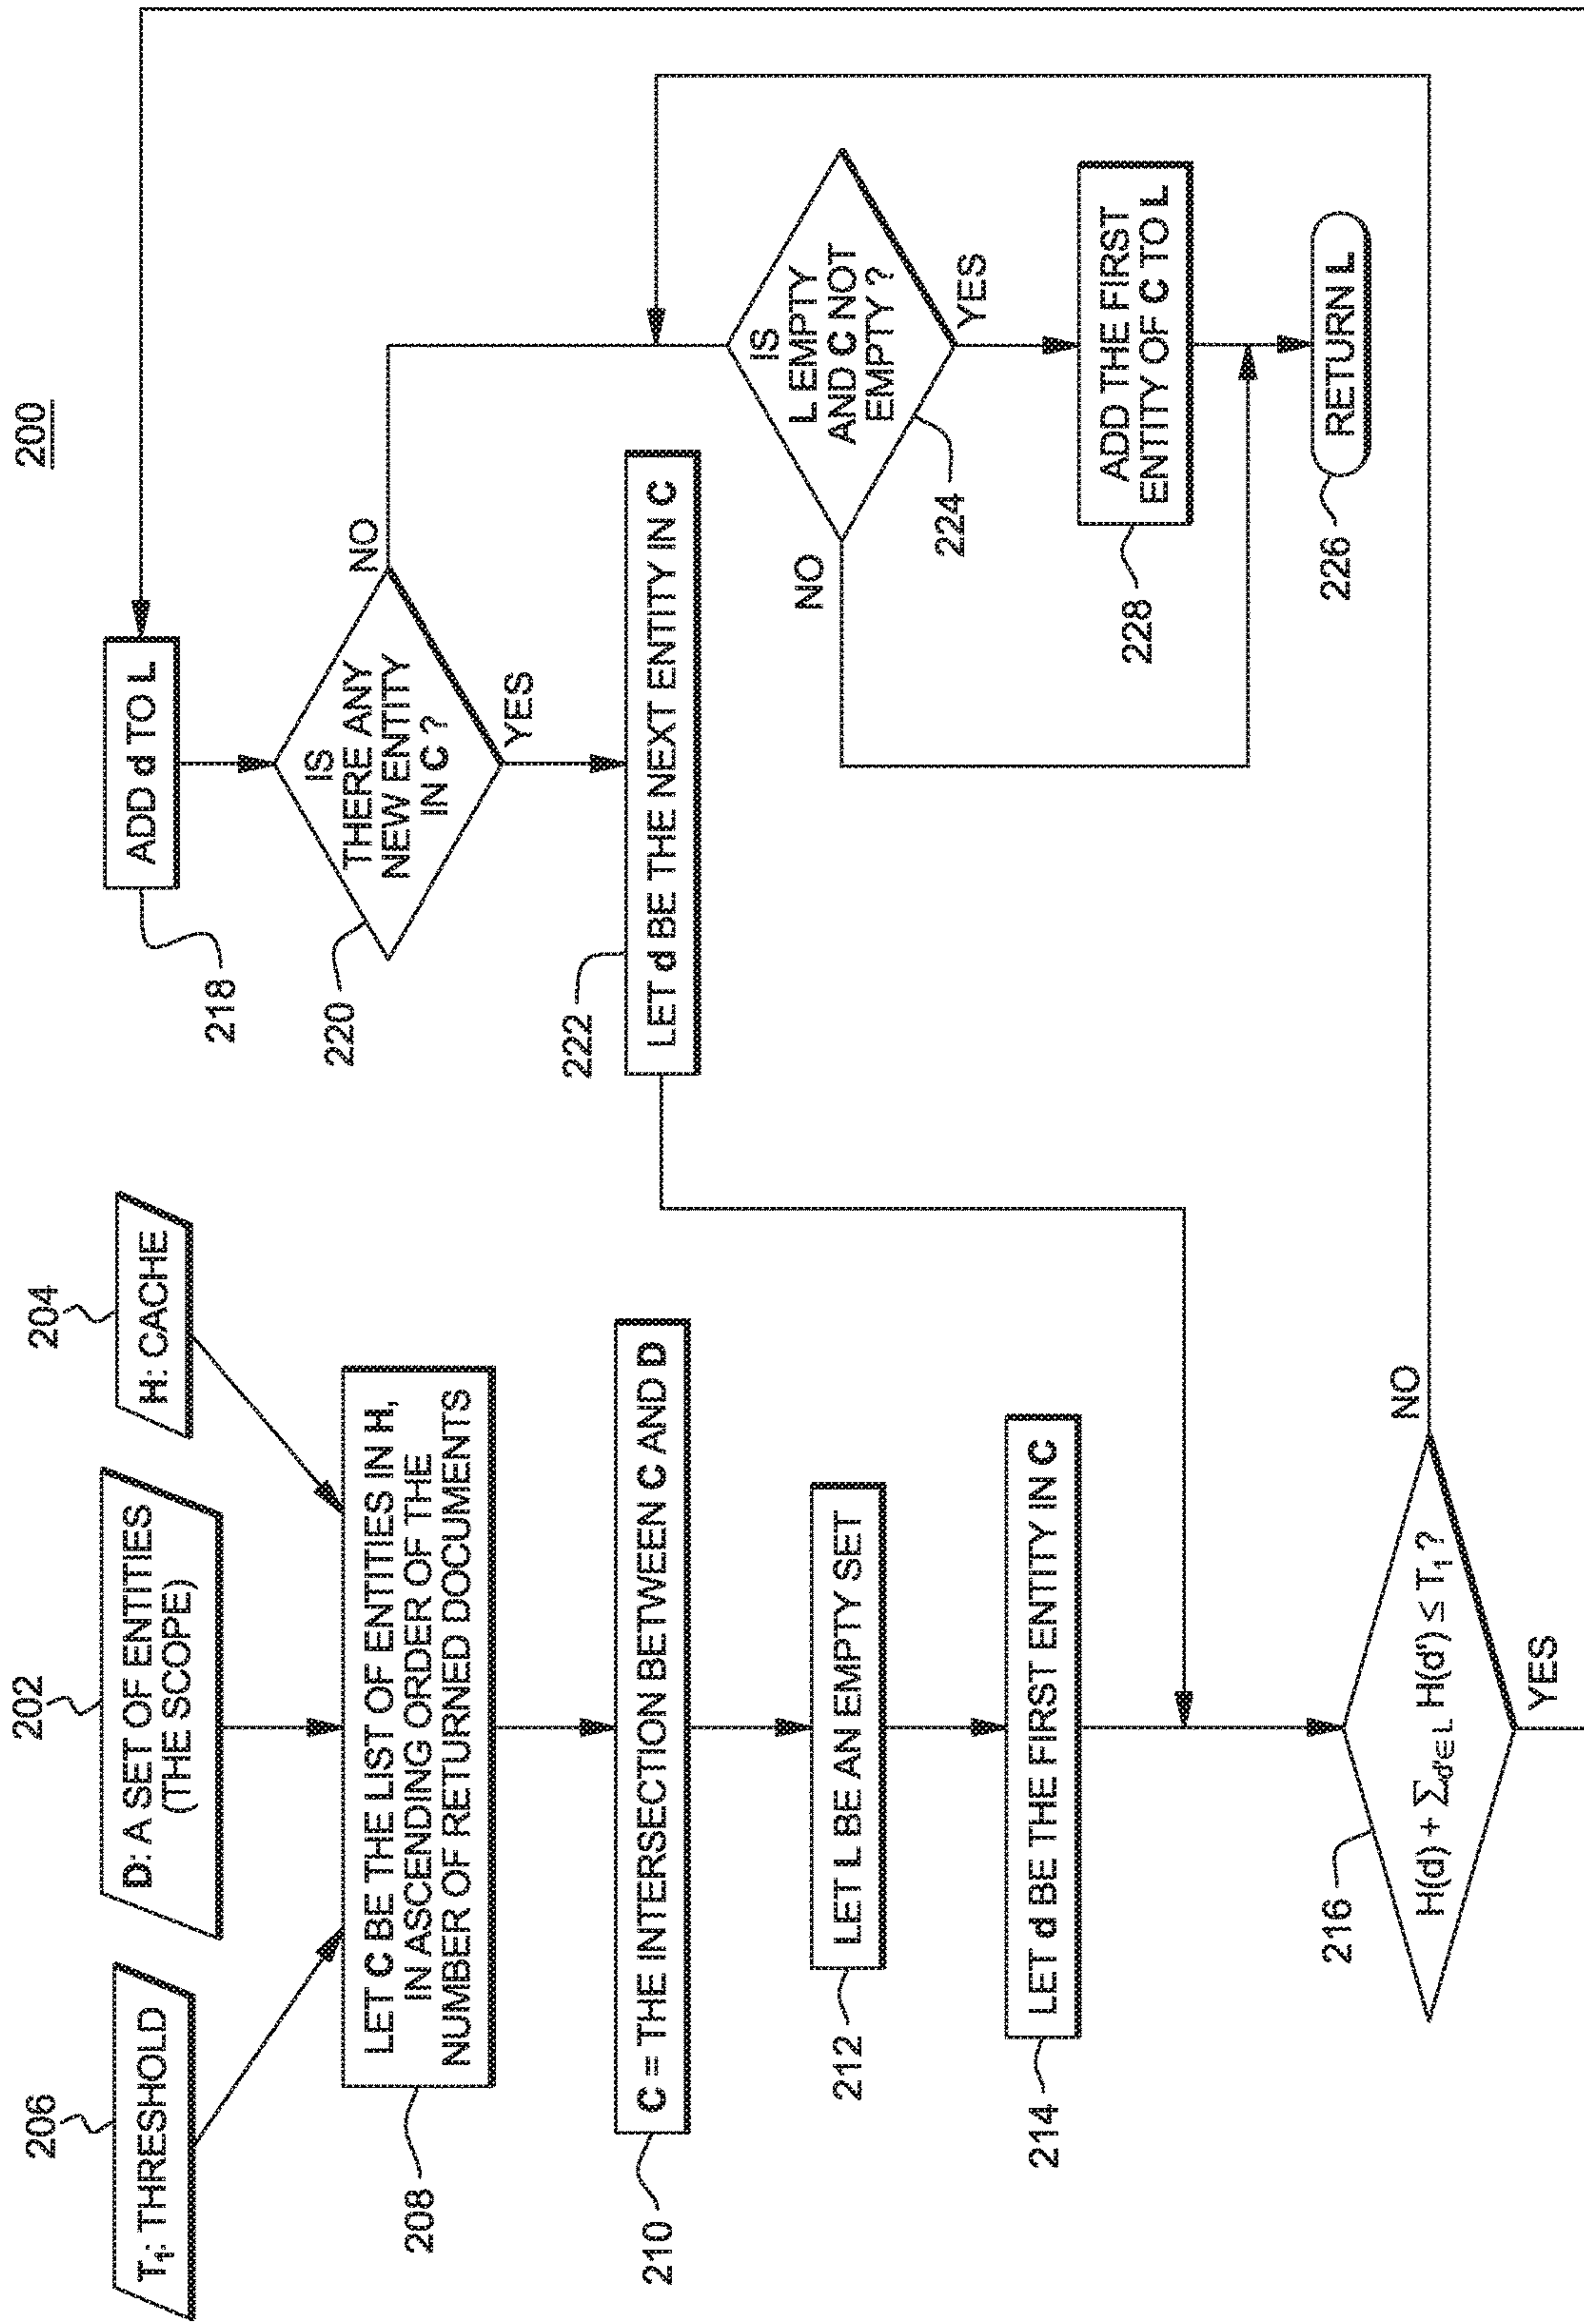 200
206
T₁: THRESHOLD
202
D: A SET OF ENTITIES
(THE SCOPE)
204
H: CACHE
208
LET C BE THE LIST OF ENTITIES IN H,
IN ASCENDING ORDER OF THE
NUMBER OF RETURNED DOCUMENTS
210
C = THE INTERSECTION BETWEEN C AND D
212
LET L BE AN EMPTY SET
214
LET d BE THE FIRST ENTITY IN C
216
H(d) + ∑d'∈L H(d') ≤ T₁ ?
NO
YES
218
ADD d TO L
220
IS
THERE ANY
NEW ENTITY
IN C ?
NO
YES
222
LET d BE THE NEXT ENTITY IN C
224
IS
L EMPTY
AND C NOT
EMPTY ?
NO
YES
228
ADD THE FIRST
ENTITY OF C TO L
226
RETURN L